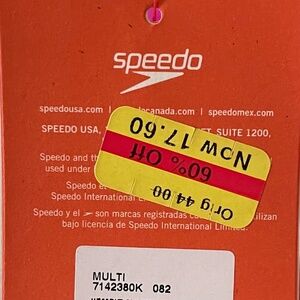 speedo
speedousa.com | canada.com | speedomex.com
SPEEDO USA, SUITE 1200,
Speedo and th
used under
Speedo et
Speedo International
Speedo y el son marcas registradas utilizan
bajo licencia de Speedo International Limited.
Orig 44.00
60% Off
Now 17.60
MULTI
7142380K 082